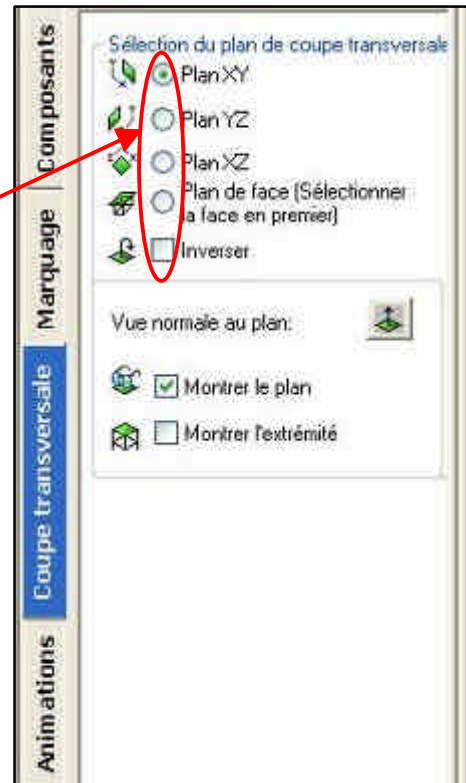 Composants
Marquage
Coupe transversale
Animations
Sélection du plan de coupe transversale
Plan XY
Plan YZ
Plan XZ
Plan de face (Sélectionner
la face en premier)
Inverser
Vue normale au plan:
Montrer le plan
Montrer l'extrémité